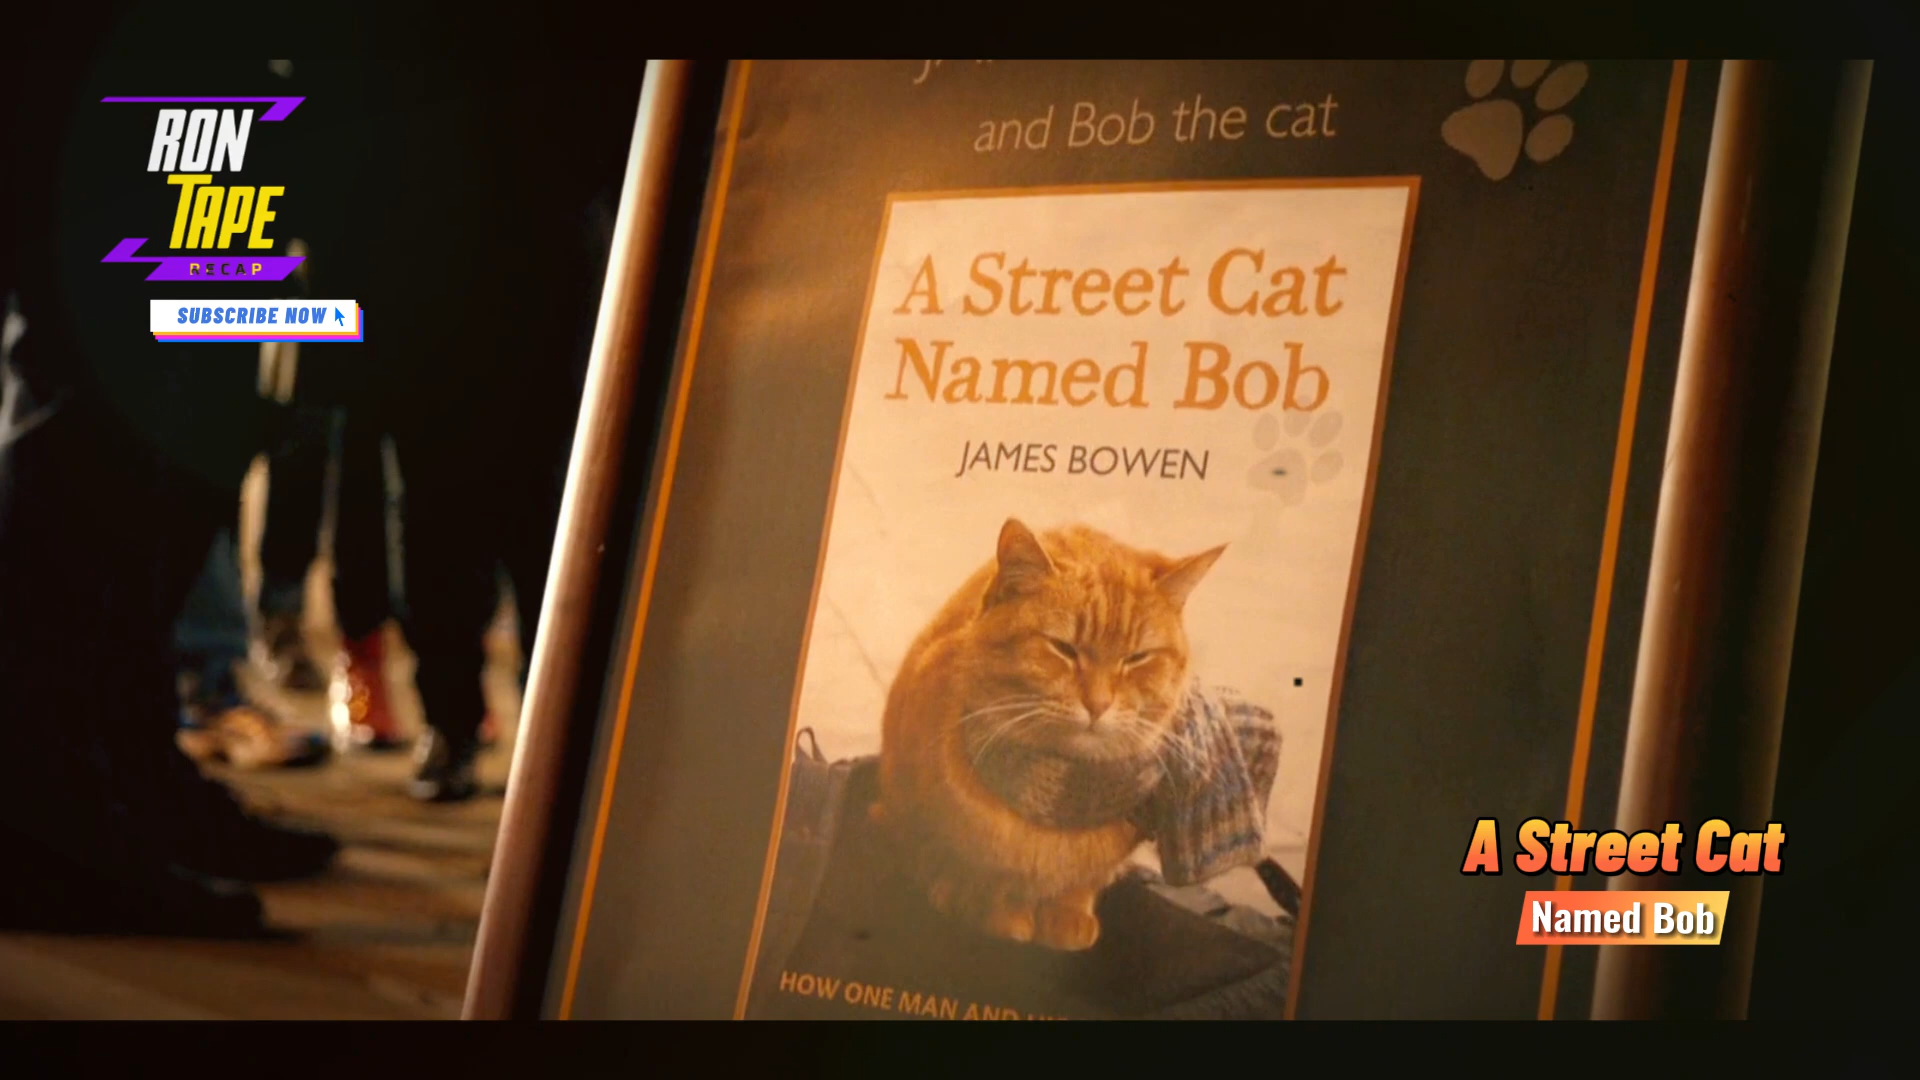 RON
TAPE
RECAP
SUBSCRIBE NOW
and Bob the cat
A Street Cat
Named Bob
JAMES BOWEN
HOW ONE MAN AND
A Street Cat
Named Bob